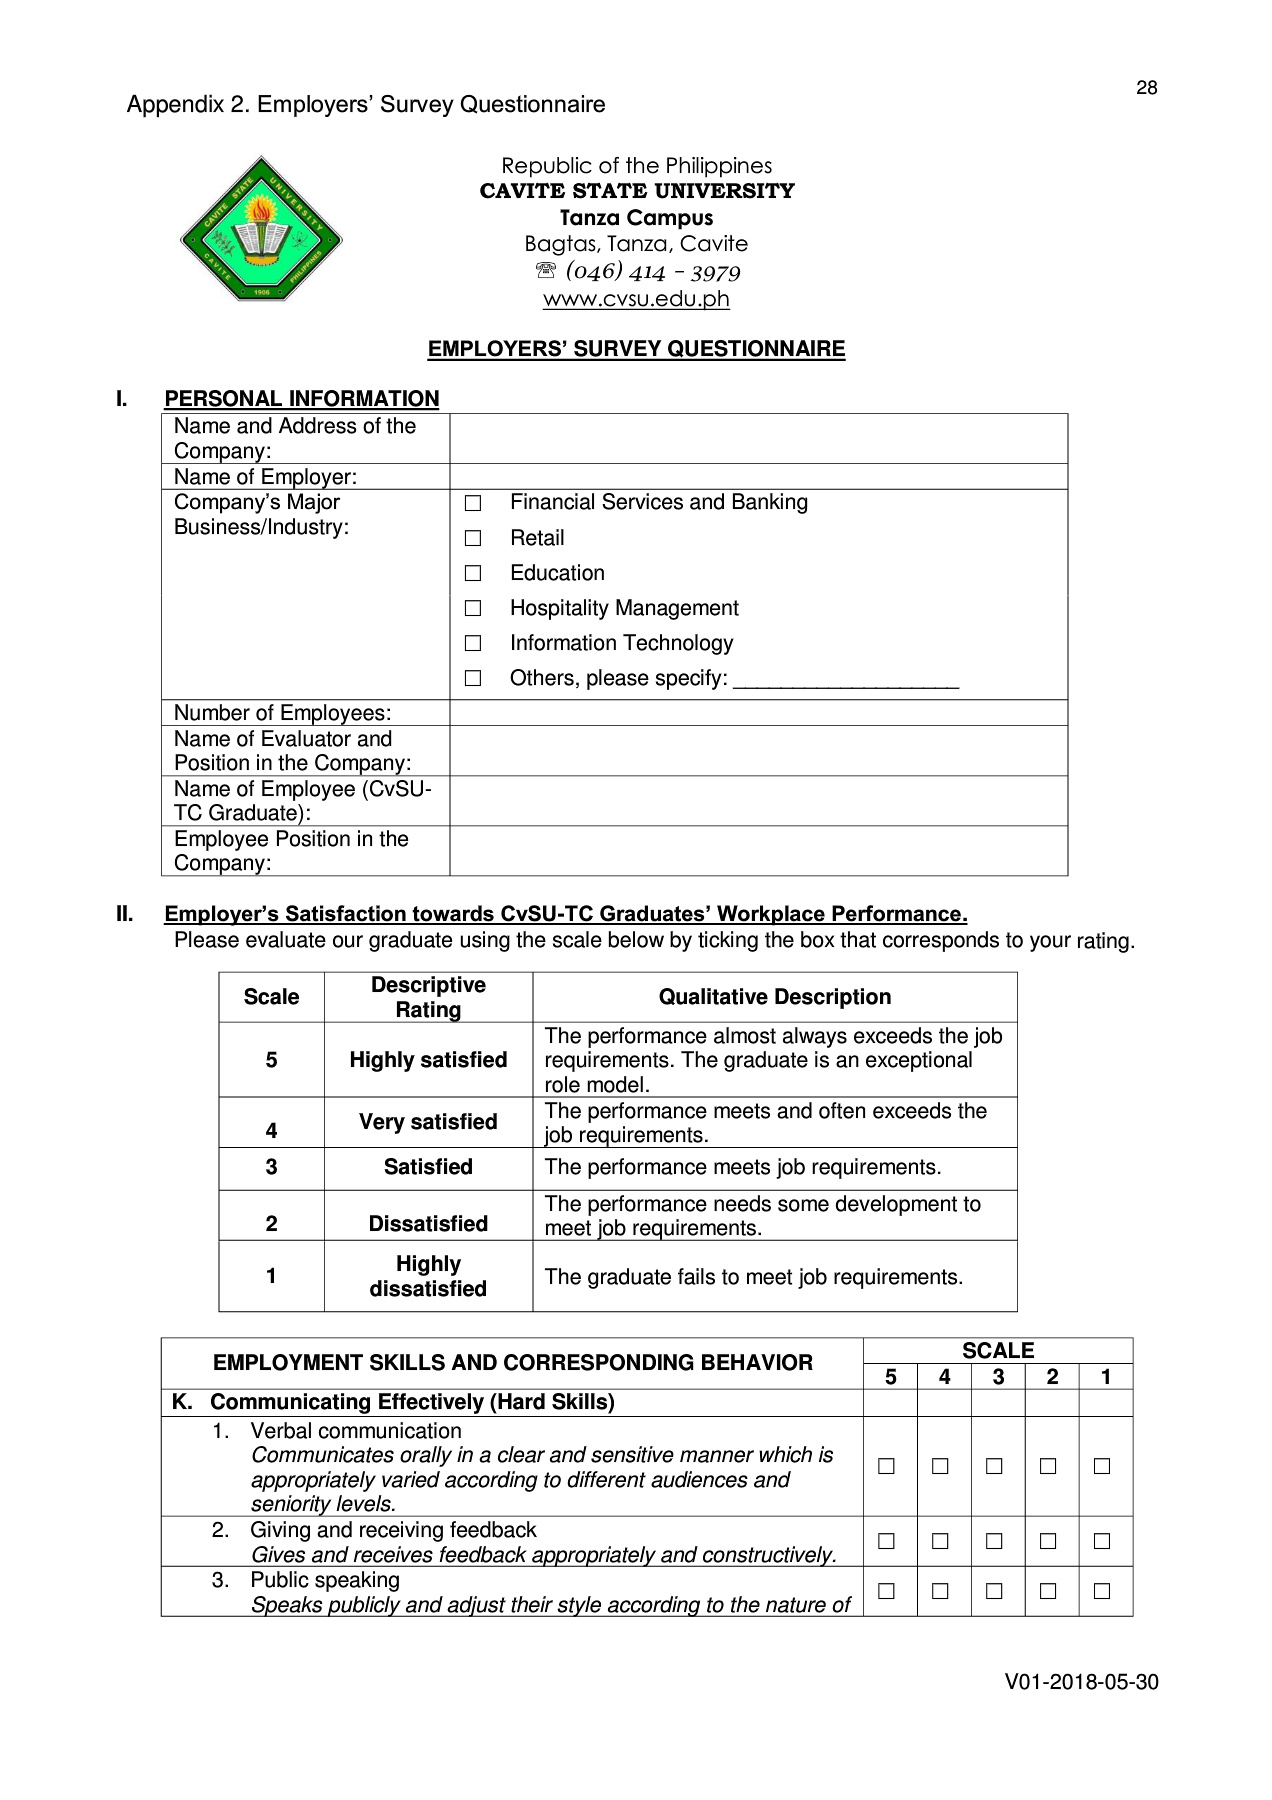 28
Appendix 2. Employers’ Survey Questionnaire
CAVITE STATE UNIVERSITY
CAVITE
PHILIPPINES
1906
Republic of the Philippines
CAVITE STATE UNIVERSITY
Tanza Campus
Bagtas, Tanza, Cavite
☏ (046) 414 – 3979
www.cvsu.edu.ph
EMPLOYERS’ SURVEY QUESTIONNAIRE
I. PERSONAL INFORMATION
Name and Address of the
Company:
Name of Employer:
Company’s Major
Business/Industry:
☐ Financial Services and Banking
☐ Retail
☐ Education
☐ Hospitality Management
☐ Information Technology
☐ Others, please specify: ___________________
Number of Employees:
Name of Evaluator and
Position in the Company:
Name of Employee (CvSU-
TC Graduate):
Employee Position in the
Company:
II. Employer’s Satisfaction towards CvSU-TC Graduates’ Workplace Performance.
Please evaluate our graduate using the scale below by ticking the box that corresponds to your rating.
Scale
Descriptive
Rating
Qualitative Description
5
Highly satisfied
The performance almost always exceeds the job
requirements. The graduate is an exceptional
role model.
4
Very satisfied
The performance meets and often exceeds the
job requirements.
3
Satisfied
The performance meets job requirements.
2
Dissatisfied
The performance needs some development to
meet job requirements.
1
Highly
dissatisfied
The graduate fails to meet job requirements.
EMPLOYMENT SKILLS AND CORRESPONDING BEHAVIOR
SCALE
5 4 3 2 1
K. Communicating Effectively (Hard Skills)
1. Verbal communication
Communicates orally in a clear and sensitive manner which is
appropriately varied according to different audiences and
seniority levels.
☐ ☐ ☐ ☐ ☐
2. Giving and receiving feedback
Gives and receives feedback appropriately and constructively.
☐ ☐ ☐ ☐ ☐
3. Public speaking
Speaks publicly and adjust their style according to the nature of
☐ ☐ ☐ ☐ ☐
V01-2018-05-30